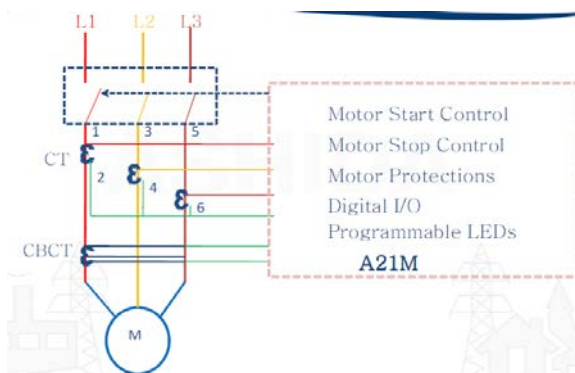 L1 L2 L3
1 3 5
CT
2
4
6
CBCT
M
Motor Start Control
Motor Stop Control
Motor Protections
Digital I/O
Programmable LEDs
A21M